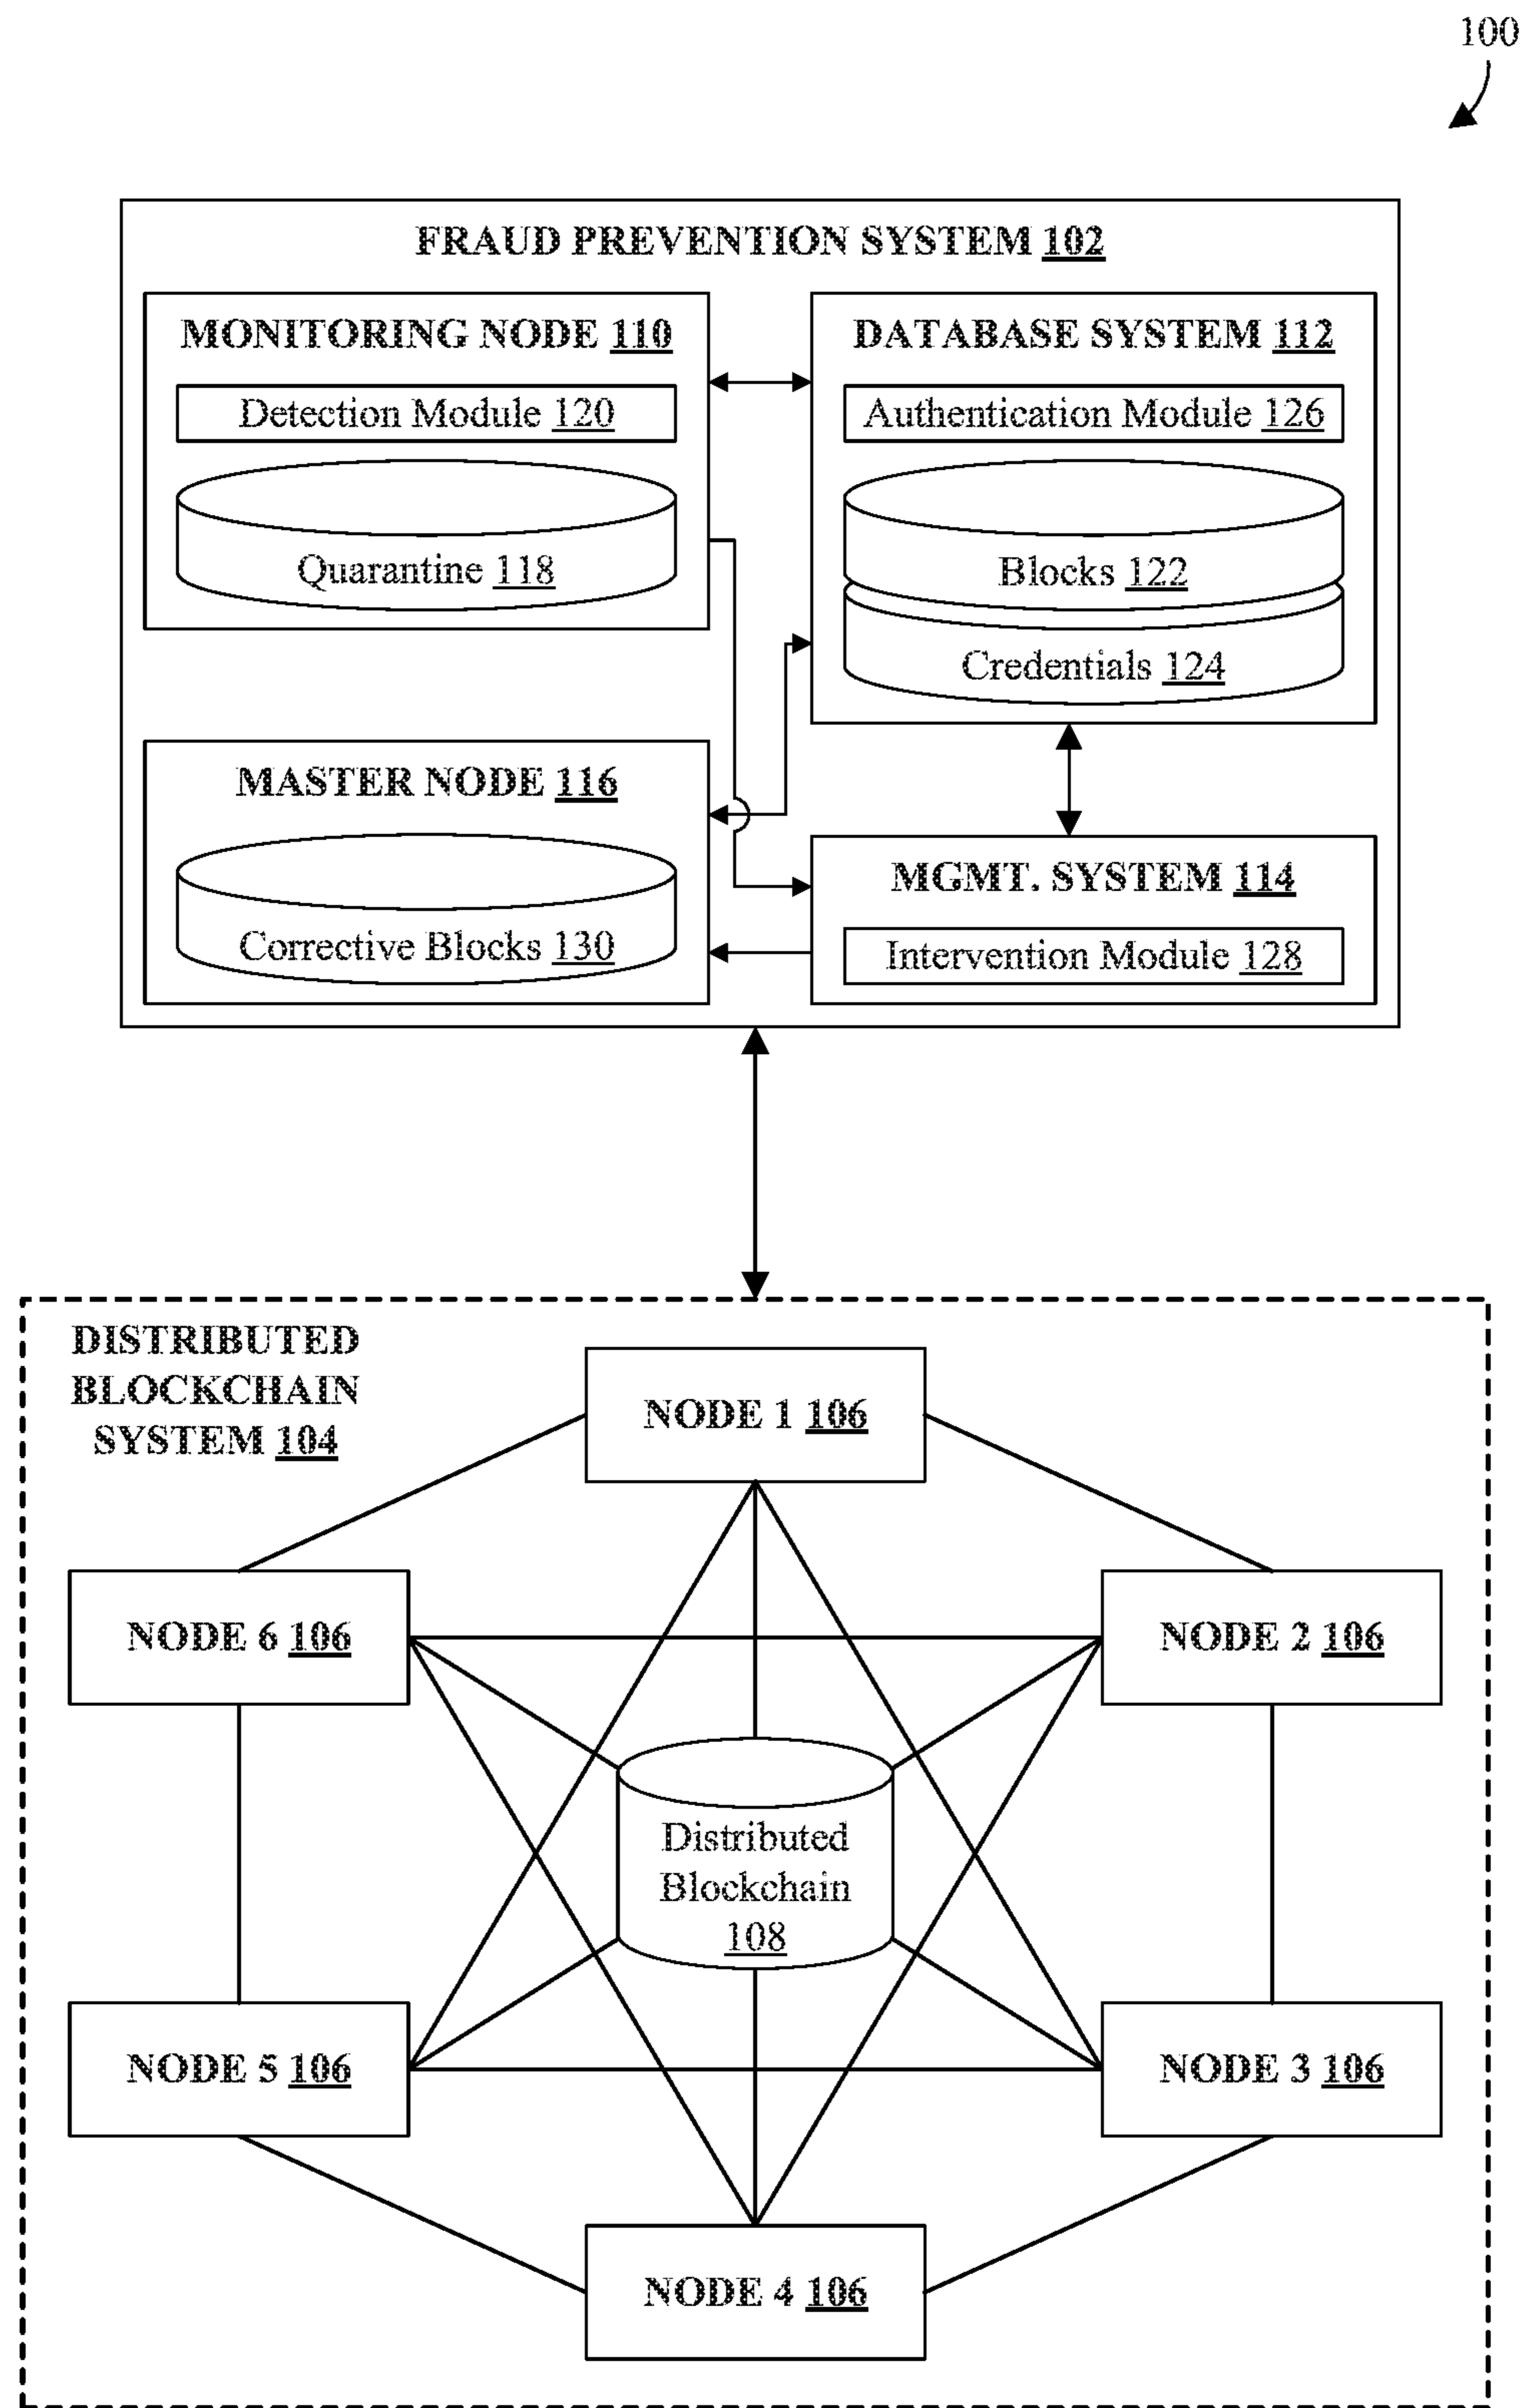 100
FRAUD PREVENTION SYSTEM 102
MONITORING NODE 110
Detection Module 120
Quarantine 118
DATABASE SYSTEM 112
Authentication Module 126
Blocks 122
Credentials 124
MASTER NODE 116
Corrective Blocks 130
MGMT. SYSTEM 114
Intervention Module 128
DISTRIBUTED
BLOCKCHAIN
SYSTEM 104
NODE 1 106
NODE 6 106
NODE 2 106
Distributed
Blockchain
108
NODE 5 106
NODE 3 106
NODE 4 106